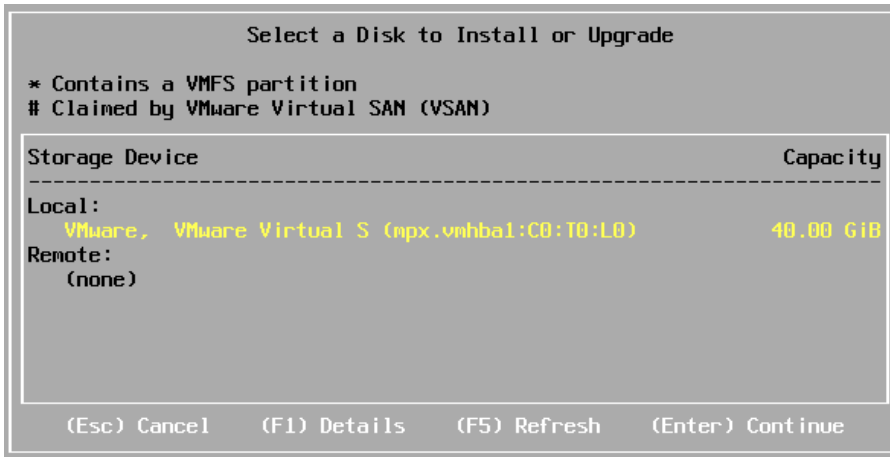 Select a Disk to Install or Upgrade
* Contains a VMFS partition
# Claimed by VMware Virtual SAN (VSAN)
Storage Device Capacity
Local:
VMware, VMware Virtual S (mpx.vmhba1:C0:T0:L0) 40.00 GiB
Remote:
(none)
(Esc) Cancel (F1) Details (F5) Refresh (Enter) Continue